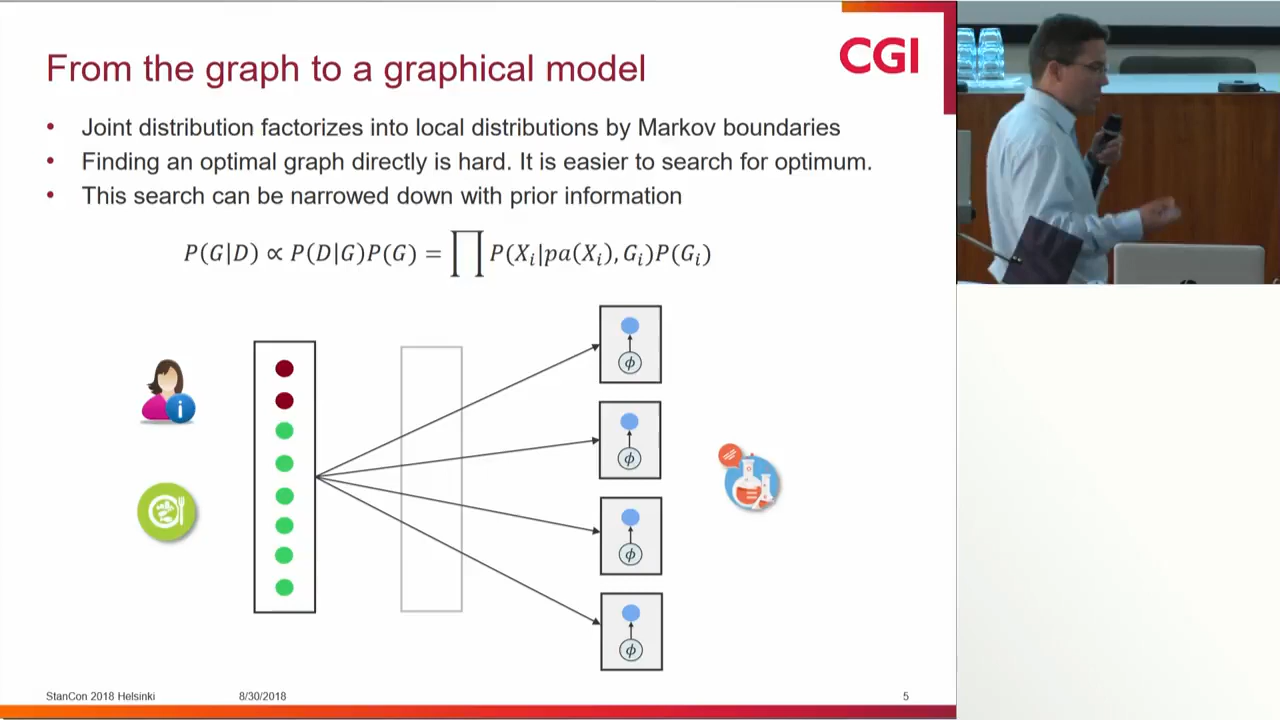 CGI
From the graph to a graphical model
• Joint distribution factorizes into local distributions by Markov boundaries
• Finding an optimal graph directly is hard. It is easier to search for optimum.
• This search can be narrowed down with prior information
P(G|D) ∝ P(D|G)P(G) = ∏ P(X_i|pa(X_i), G_i)P(G_i)
i
ϕ
ϕ
ϕ
ϕ
StanCon 2018 Helsinki 8/30/2018 5